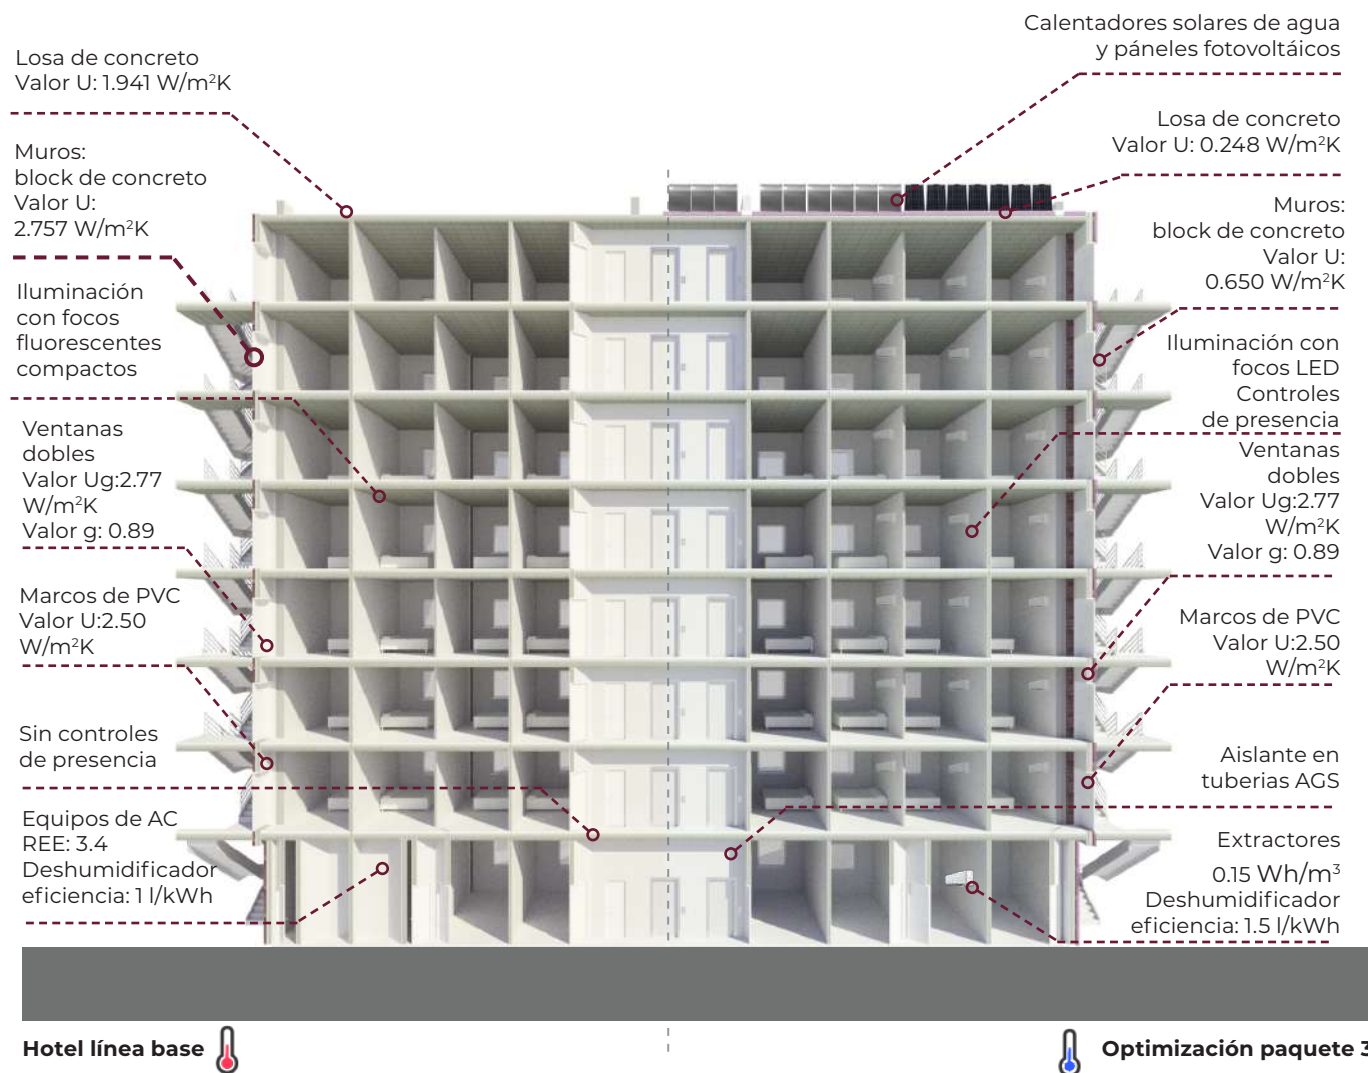 Losa de concreto
Valor U: 1.941 W/m²K
Muros:
block de concreto
Valor U:
2.757 W/m²K
Iluminación
con focos
fluorescentes
compactos
Ventanas
dobles
Valor Ug:2.77
W/m²K
Valor g: 0.89
Marcos de PVC
Valor U:2.50
W/m²K
Sin controles
de presencia
Equipos de AC
REE: 3.4
Deshumidificador
eficiencia: 1 l/kWh
Calentadores solares de agua
y páneles fotovoltáicos
Losa de concreto
Valor U: 0.248 W/m²K
Muros:
block de concreto
Valor U:
0.650 W/m²K
Iluminación con
focos LED
Controles
de presencia
Ventanas
dobles
Valor Ug:2.77
W/m²K
Valor g: 0.89
Marcos de PVC
Valor U:2.50
W/m²K
Aislante en
tuberias AGS
Extractores
0.15 Wh/m³
Deshumidificador
eficiencia: 1.5 l/kWh
Hotel línea base
Optimización paquete 3